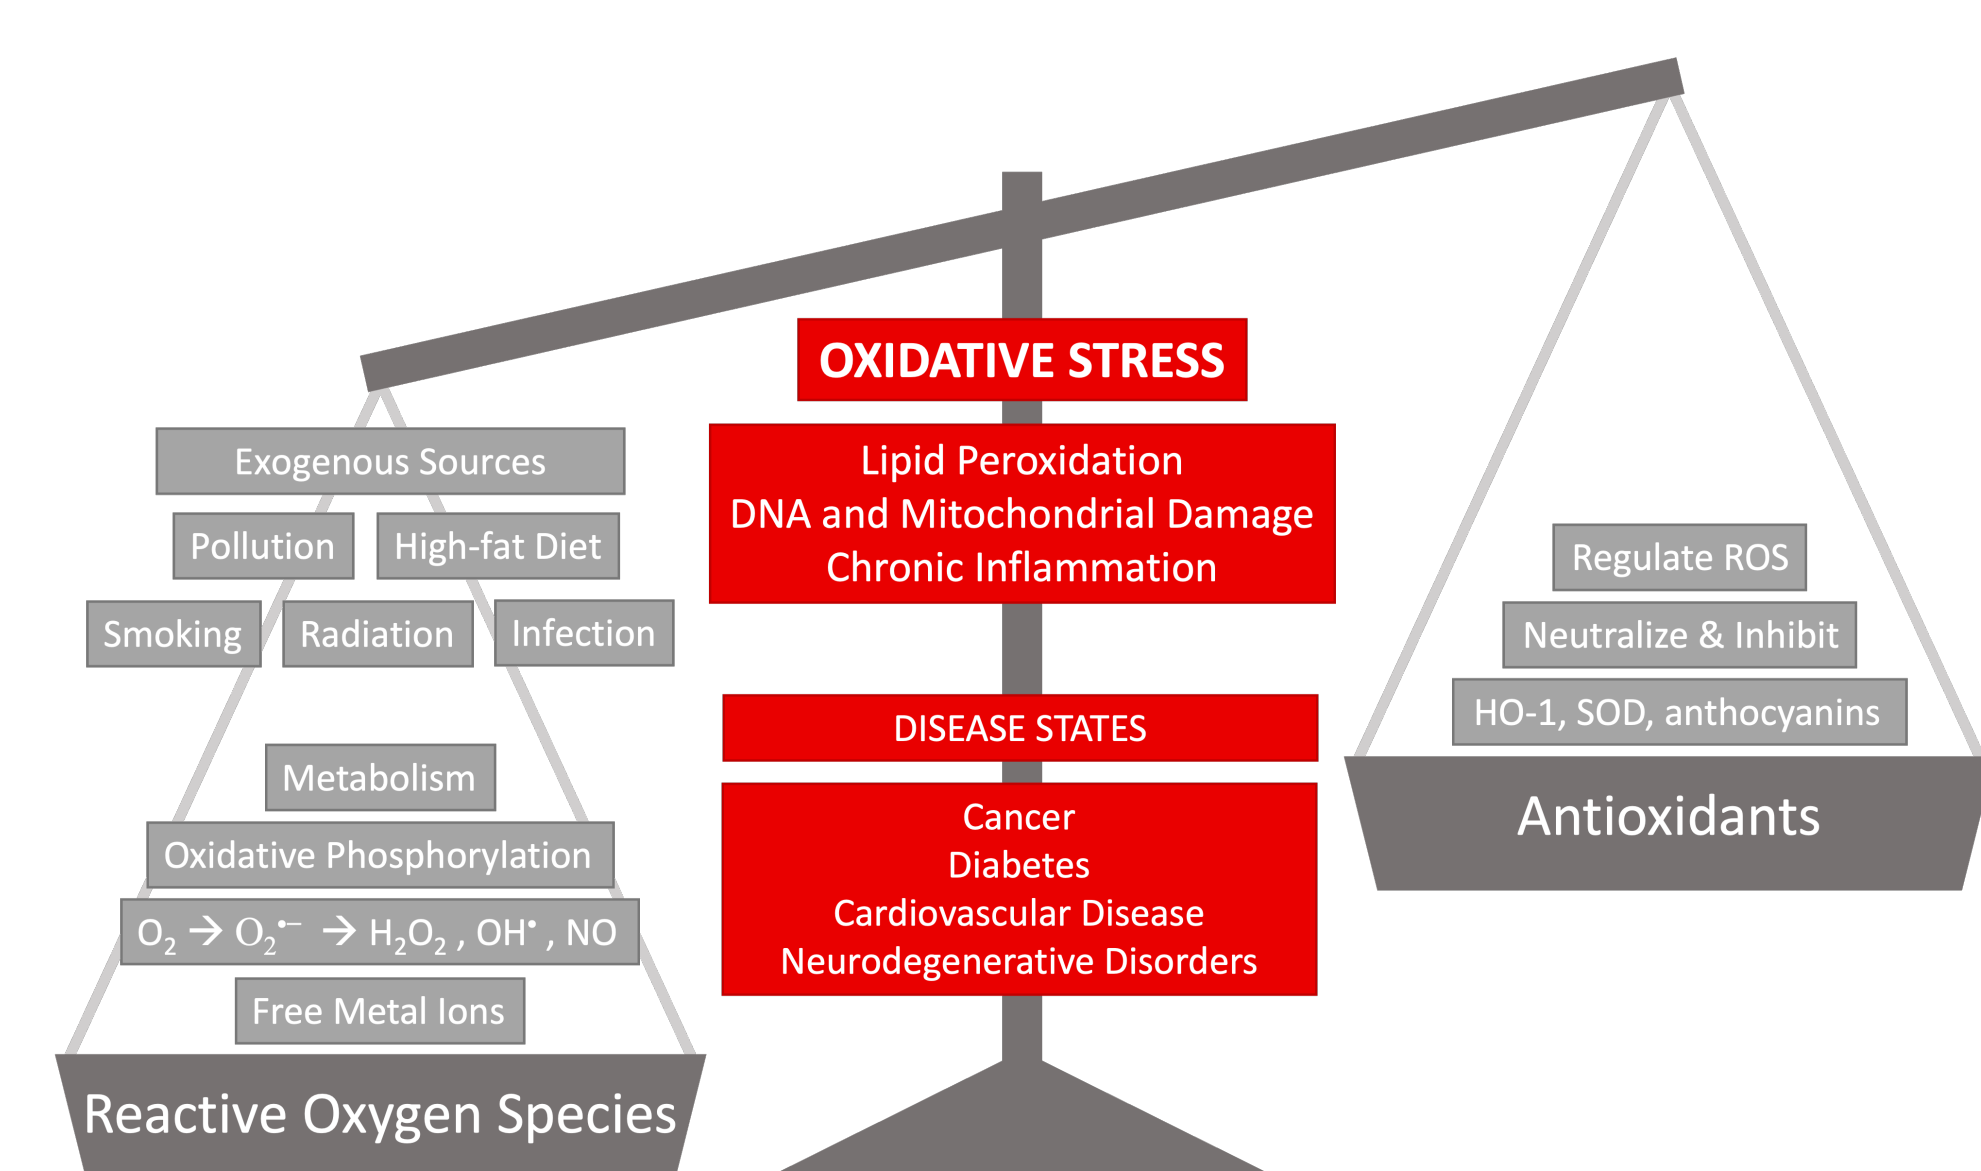 OXIDATIVE STRESS
Lipid Peroxidation
DNA and Mitochondrial Damage
Chronic Inflammation
DISEASE STATES
Cancer
Diabetes
Cardiovascular Disease
Neurodegenerative Disorders
Exogenous Sources
Pollution
High-fat Diet
Smoking
Radiation
Infection
Metabolism
Oxidative Phosphorylation
O₂ → O₂•− → H₂O₂ , OH• , NO
Free Metal Ions
Reactive Oxygen Species
Regulate ROS
Neutralize & Inhibit
HO-1, SOD, anthocyanins
Antioxidants